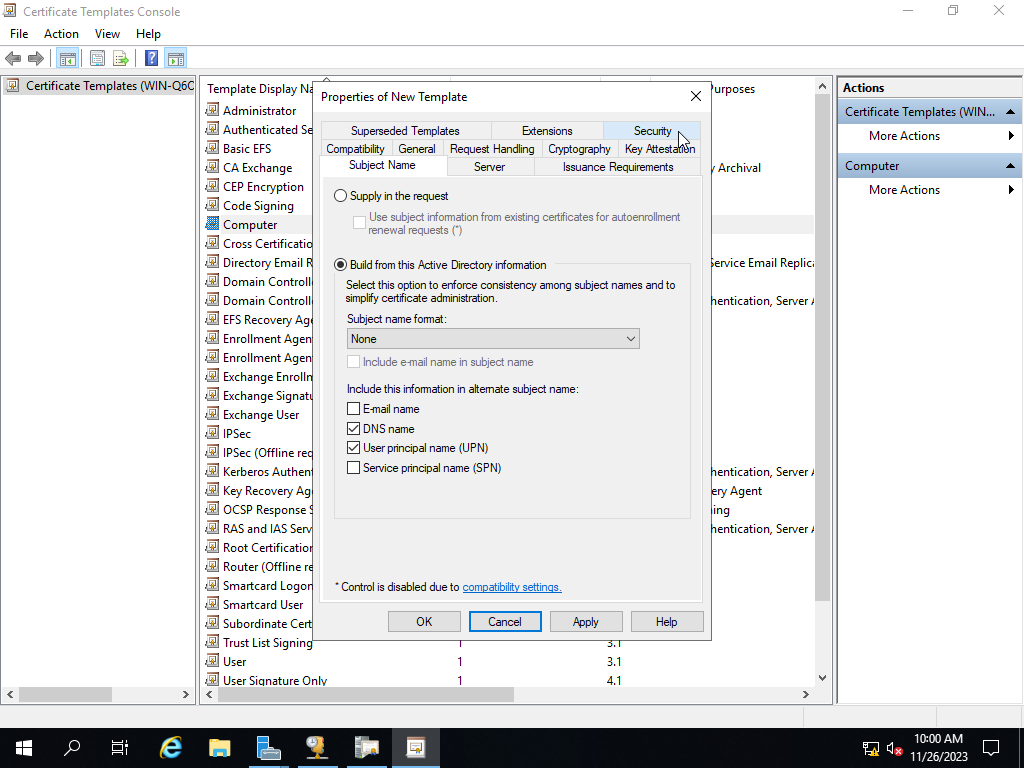 Certificate Templates Console
File Action View Help
Certificate Templates (WIN-Q6O
Template Display Na
Administrator
Authenticated Se
Basic EFS
CA Exchange
CEP Encryption
Code Signing
Computer
Cross Certificatio
Directory Email R
Domain Controlle
Domain Controlle
EFS Recovery Age
Enrollment Agen
Enrollment Agen
Exchange Enrollm
Exchange Signatu
Exchange User
IPSec
IPSec (Offline req
Kerberos Authent
Key Recovery Ag
OCSP Response S
RAS and IAS Serv
Root Certification
Router (Offline re
Smartcard Logon
Smartcard User
Subordinate Cert
Trust List Signing 1 3.1
User 1 3.1
User Signature Only 1 4.1
urposes
y Archival
Service Email Replica
hentication, Server A
hentication, Server A
ery Agent
ning
hentication, Server A
Properties of New Template
Superseded Templates Extensions Security
Compatibility General Request Handling Cryptography Key Attestation
Subject Name Server Issuance Requirements
Supply in the request
Use subject information from existing certificates for autoenrollment
renewal requests (*)
Build from this Active Directory information
Select this option to enforce consistency among subject names and to
simplify certificate administration.
Subject name format:
None
Include e-mail name in subject name
Include this information in alternate subject name:
E-mail name
DNS name
User principal name (UPN)
Service principal name (SPN)
* Control is disabled due to compatibility settings.
OK Cancel Apply Help
Actions
Certificate Templates (WIN...
More Actions
Computer
More Actions
10:00 AM
11/26/2023